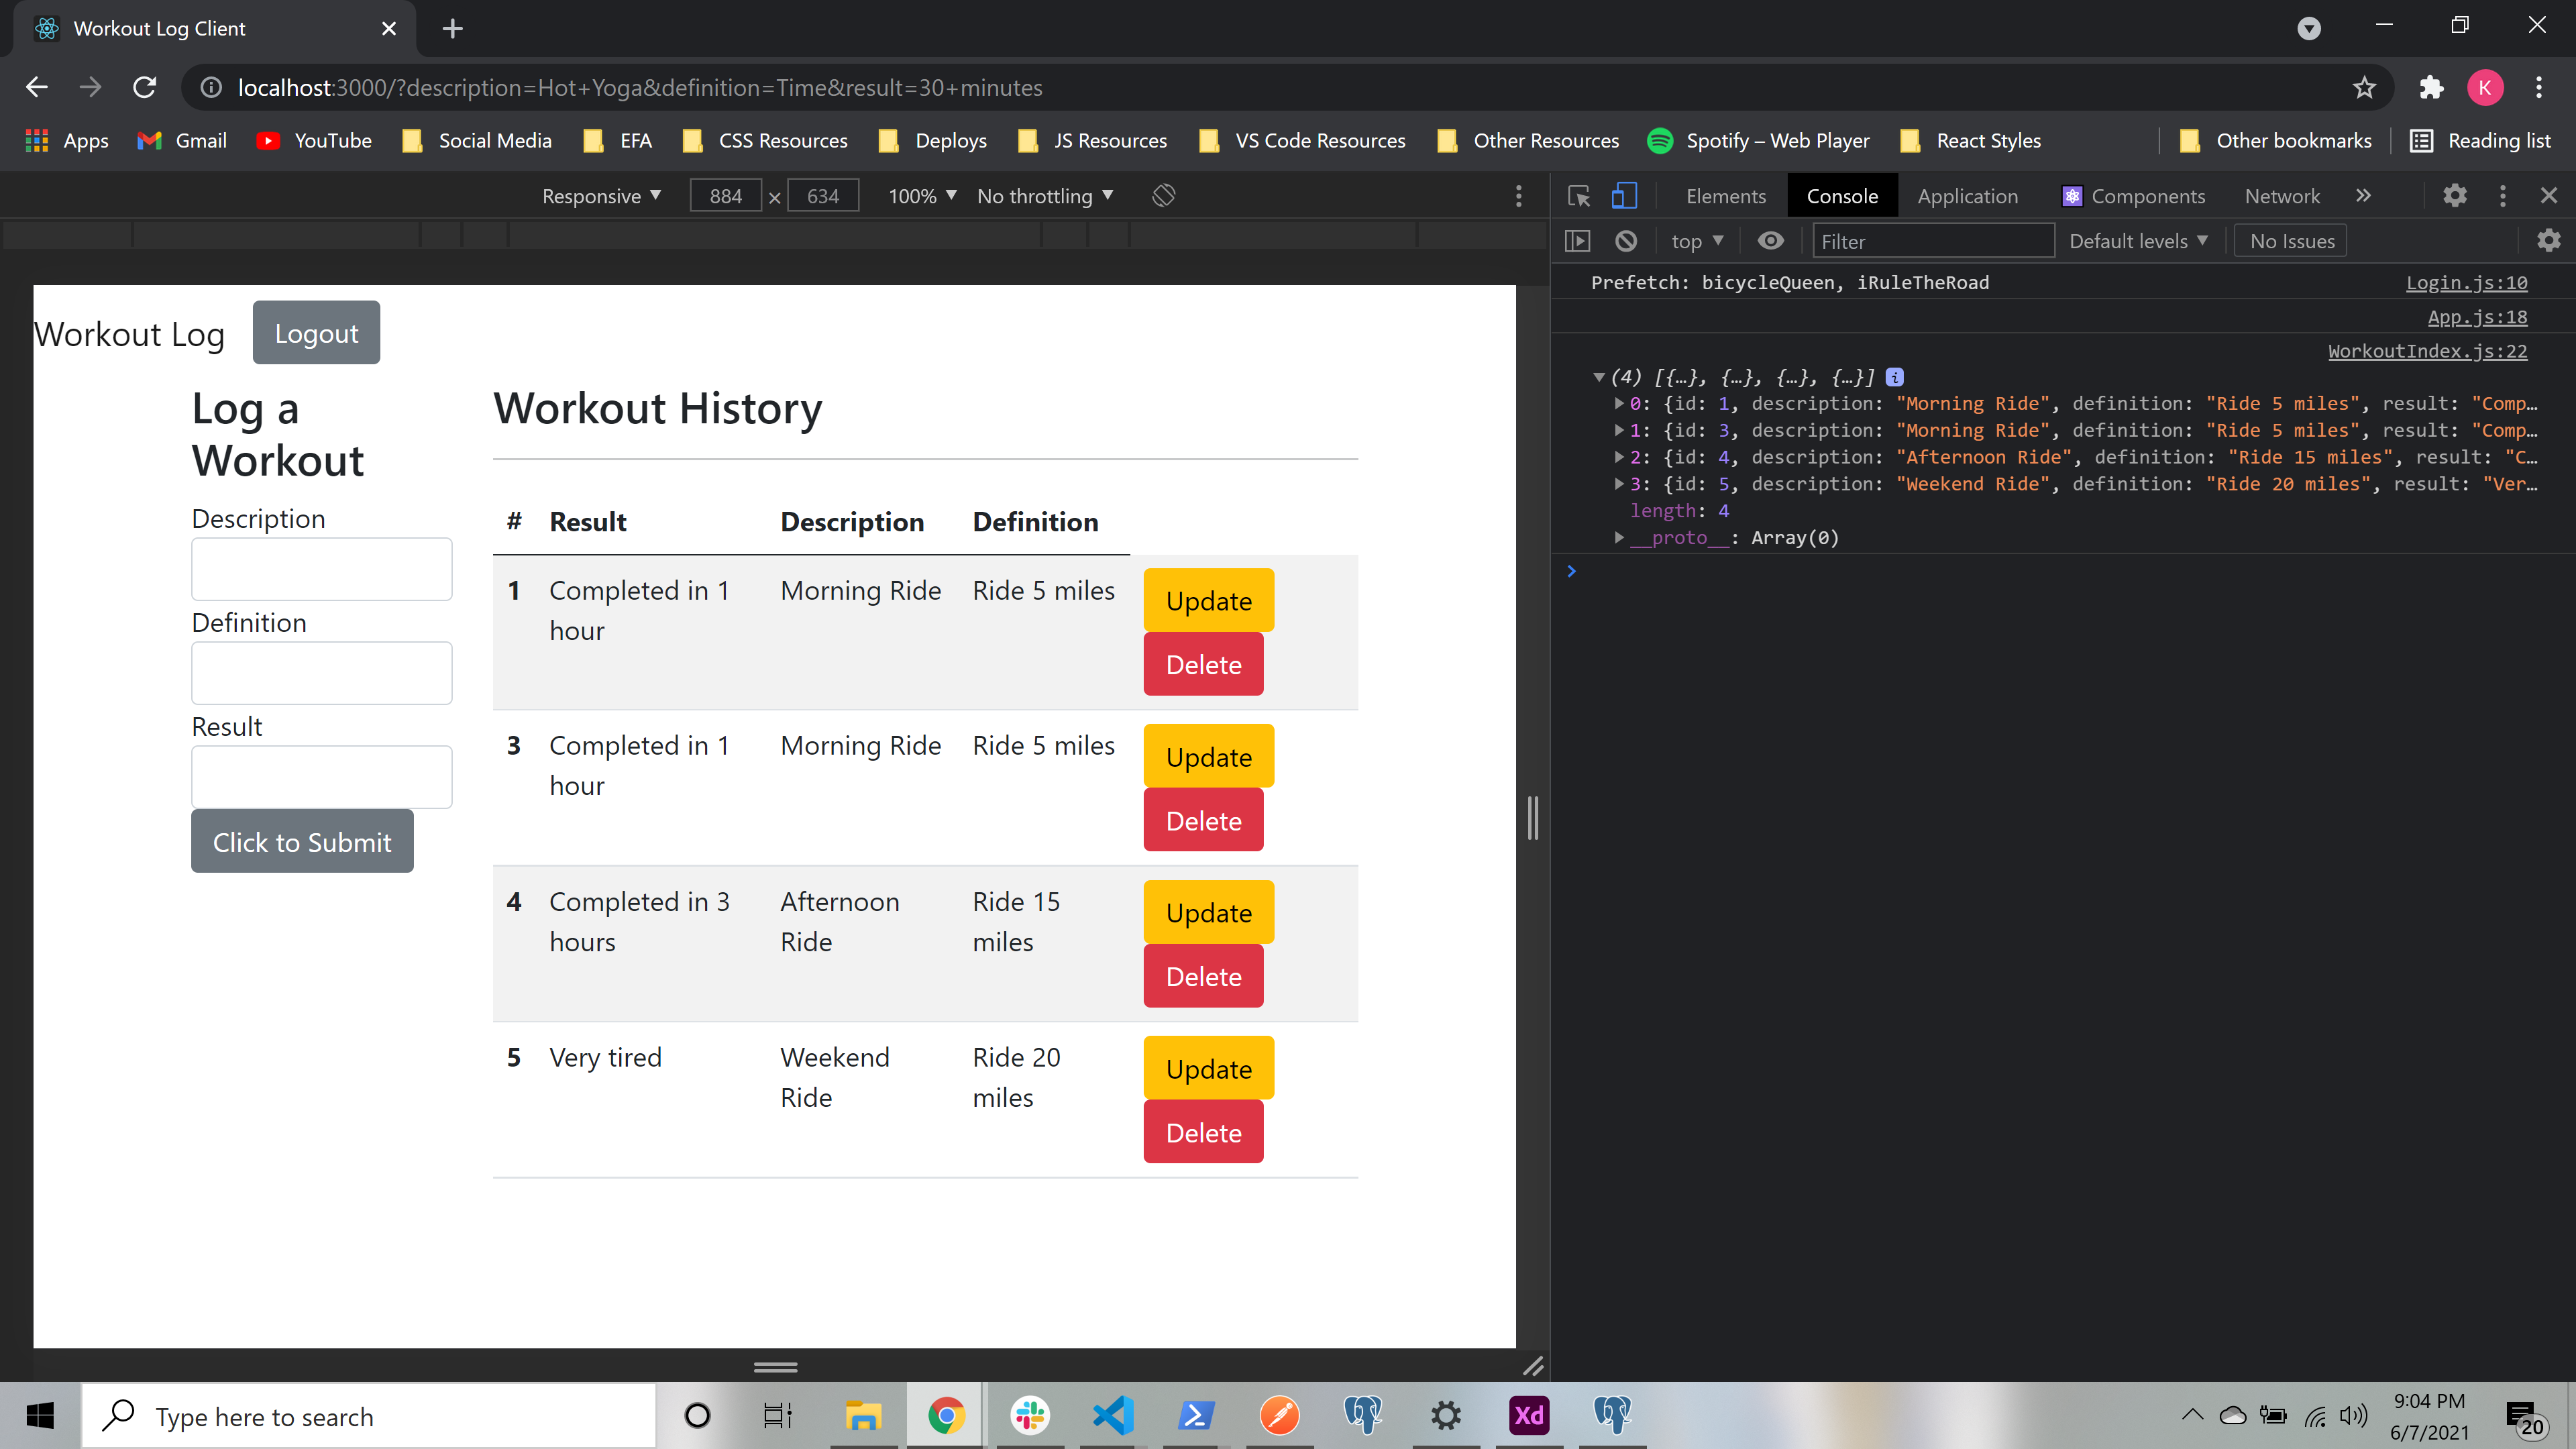 Workout Log Client
localhost:3000/?description=Hot+Yoga&definition=Time&result=30+minutes
K
Apps Gmail YouTube Social Media EFA CSS Resources Deploys JS Resources VS Code Resources Other Resources Spotify – Web Player React Styles Other bookmarks Reading list
Responsive 884 × 634 100% No throttling
Elements Console Application Components Network
top Filter Default levels No Issues
Workout Log Logout
Log a
Workout
Description
Definition
Result
Click to Submit
Workout History
# Result Description Definition
1 Completed in 1 hour Morning Ride Ride 5 miles Update Delete
3 Completed in 1 hour Morning Ride Ride 5 miles Update Delete
4 Completed in 3 hours Afternoon Ride Ride 15 miles Update Delete
5 Very tired Weekend Ride Ride 20 miles Update Delete
Prefetch: bicycleQueen, iRuleTheRoad Login.js:10
App.js:18
WorkoutIndex.js:22
(4) [{…}, {…}, {…}, {…}] i
0: {id: 1, description: "Morning Ride", definition: "Ride 5 miles", result: "Comp…
1: {id: 3, description: "Morning Ride", definition: "Ride 5 miles", result: "Comp…
2: {id: 4, description: "Afternoon Ride", definition: "Ride 15 miles", result: "C…
3: {id: 5, description: "Weekend Ride", definition: "Ride 20 miles", result: "Ver…
length: 4
__proto__: Array(0)
Type here to search
Xd
9:04 PM
6/7/2021
20